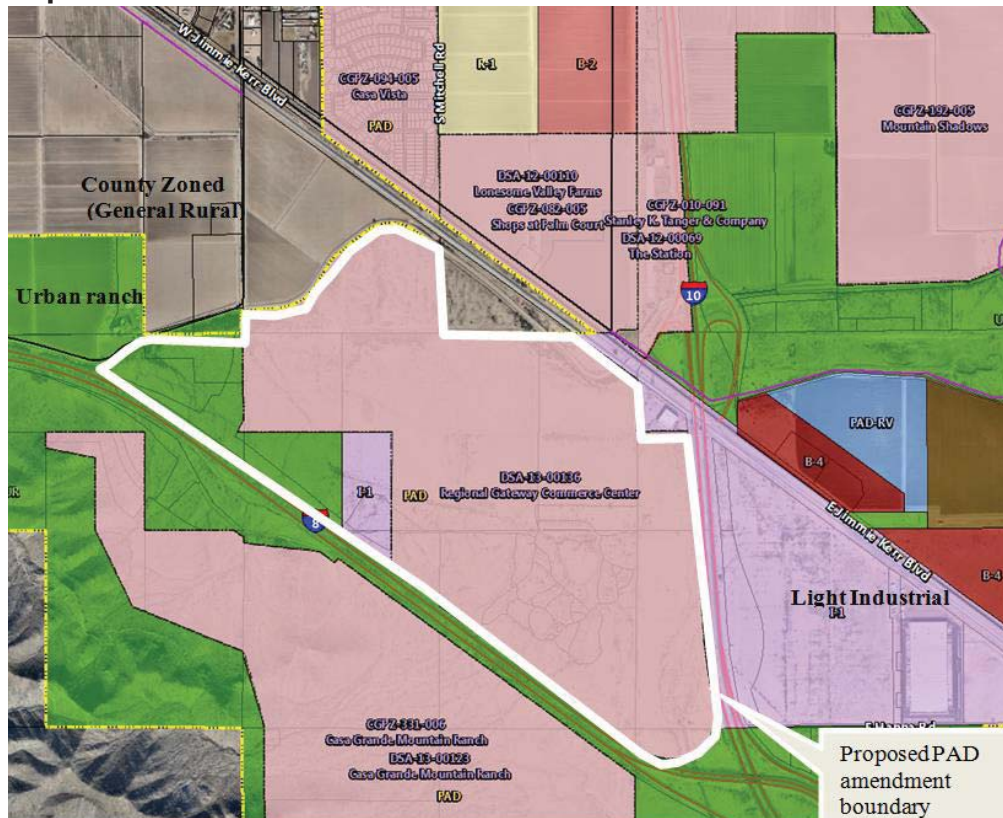 W Jimmie Kerr Blvd
CGPZ-094-005
Casa Vista
PAD
S Mitchell Rd
R-1
B-2
CGPZ-192-005
Mountain Shadows
County Zoned
(General Rural)
DSA-12-00110
Lonesome Valley Farms
CGPZ-082-005
Shops at Palm Court
CGPZ-010-091
Stanley K. Tanger & Company
DSA-12-00069
The Station
Urban ranch
10
U
PAD-RV
B-4
DSA-13-00136
Regional Gateway Commerce Center
I-1
PAD
UR
8
E Jimmie Kerr Blvd
B-4
Light Industrial
I-1
CGPZ-331-006
Casa Grande Mountain Ranch
DSA-13-00123
Casa Grande Mountain Ranch
PAD
Proposed PAD
amendment
boundary